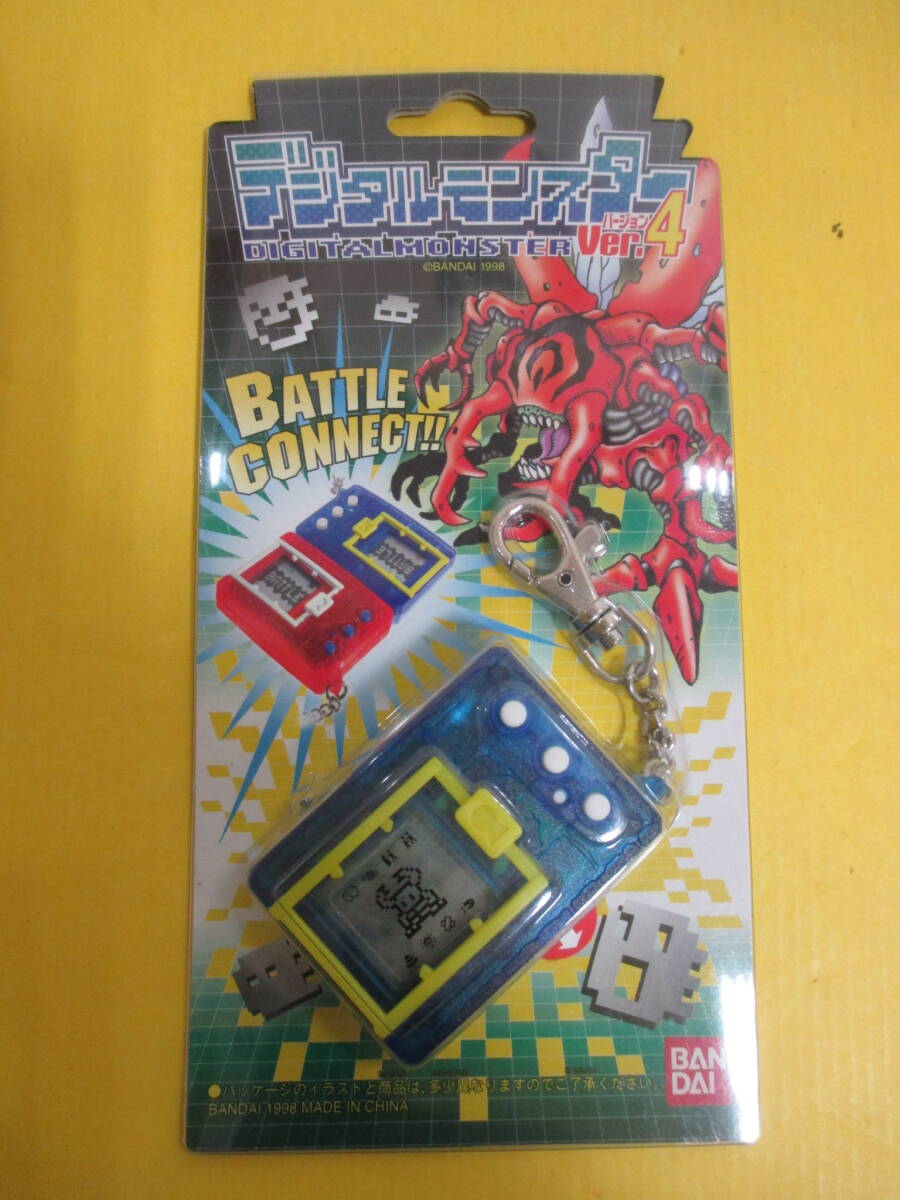 デジタルモンスター
DIGITALMONSTER
バージョン
Ver.4
©BANDAI 1998
BATTLE
CONNECT!!
BATTLE
BATTLE
●パッケージのイラストと商品は、多少異なりますのでご了承ください。
BANDAI 1998 MADE IN CHINA
BAN
DAI